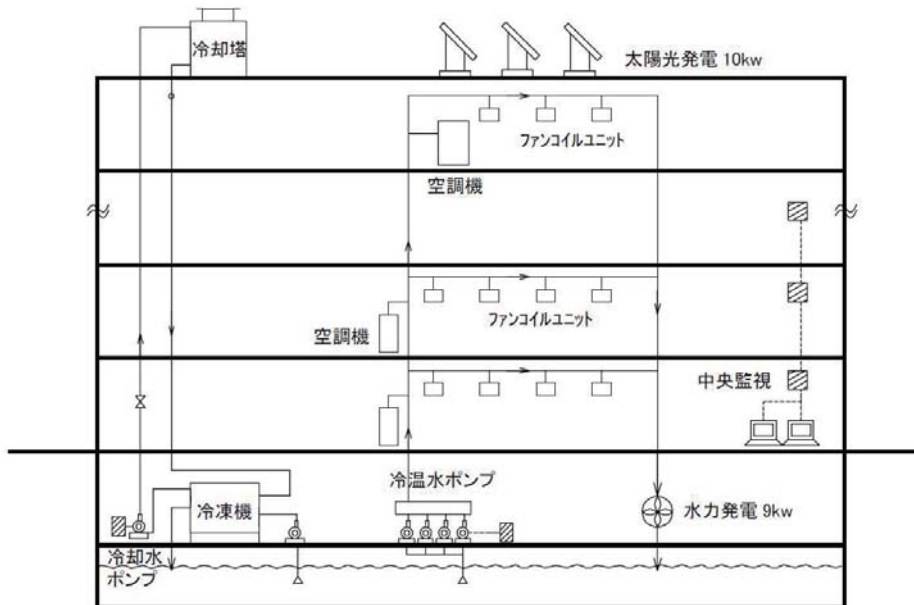 冷却塔
太陽光発電 10kw
ファンコイルユニット
空調機
ファンコイルユニット
空調機
中央監視
冷温水ポンプ
冷凍機
水力発電 9kw
冷却水
ポンプ